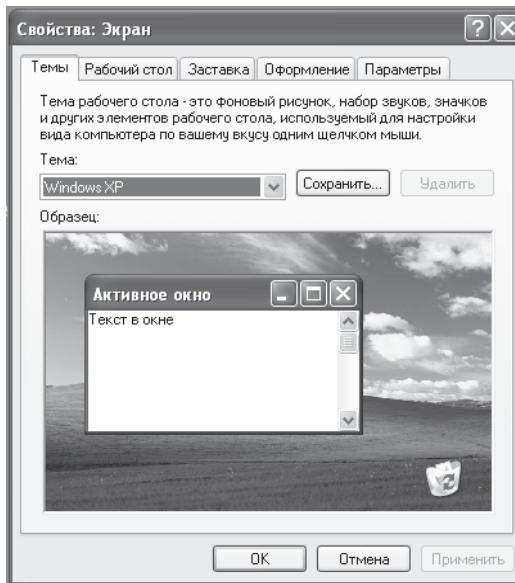 Свойства: Экран
Темы Рабочий стол Заставка Оформление Параметры
Тема рабочего стола - это фоновый рисунок, набор звуков, значков
и других элементов рабочего стола, используемый для настройки
вида компьютера по вашему вкусу одним щелчком мыши.
Тема:
Windows XP Сохранить... Удалить
Образец:
Активное окно
Текст в окне
OK Отмена Применить